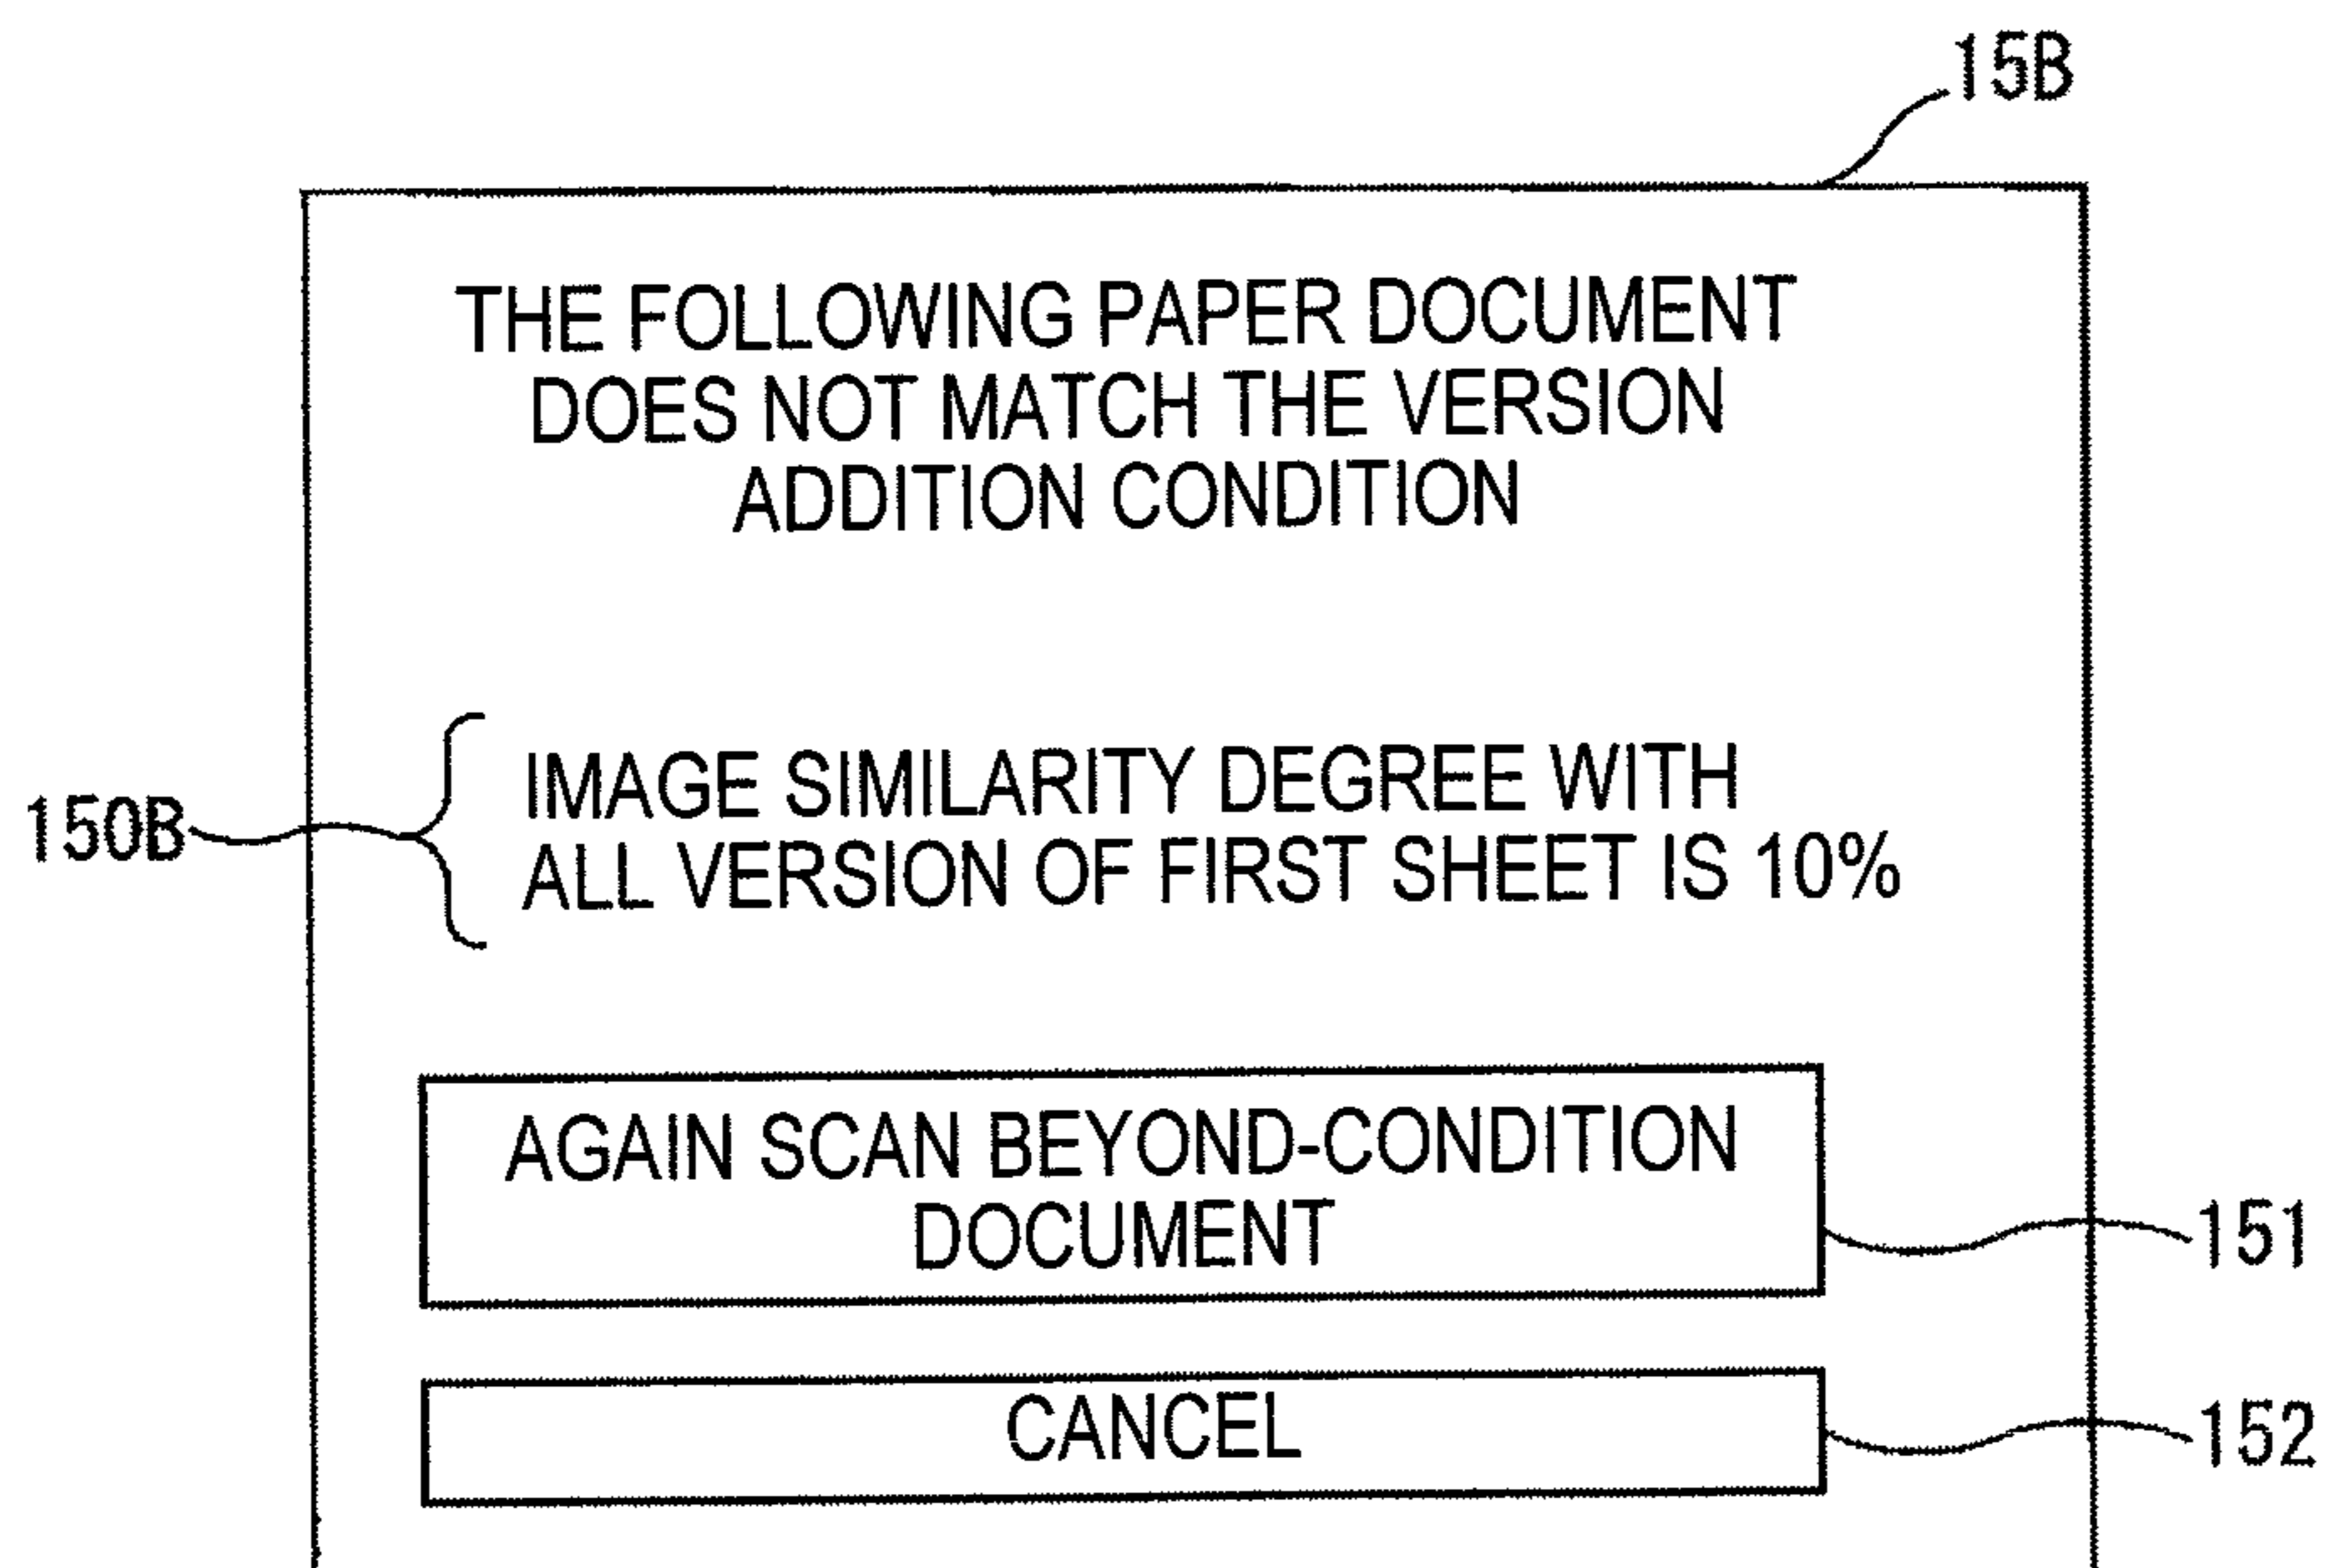 15B
THE FOLLOWING PAPER DOCUMENT
DOES NOT MATCH THE VERSION
ADDITION CONDITION
150B
IMAGE SIMILARITY DEGREE WITH
ALL VERSION OF FIRST SHEET IS 10%
AGAIN SCAN BEYOND-CONDITION
DOCUMENT
151
CANCEL
152